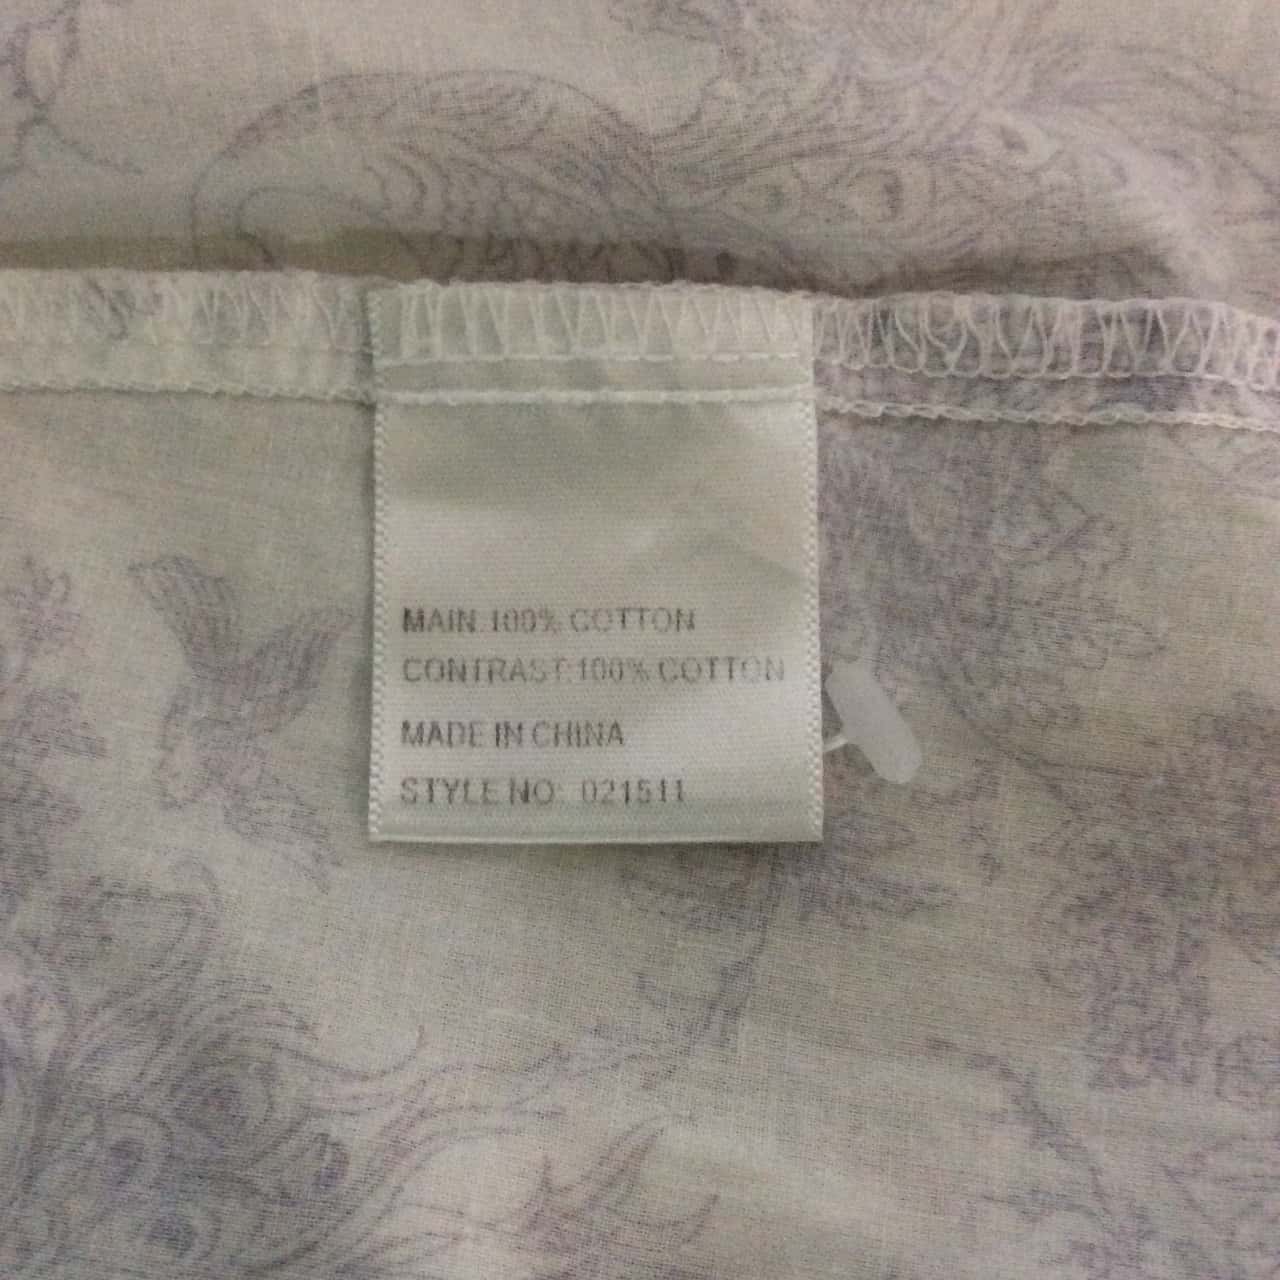 MAIN: 100% COTTON
CONTRAST: 100% COTTON
MADE IN CHINA
STYLE NO: 021511